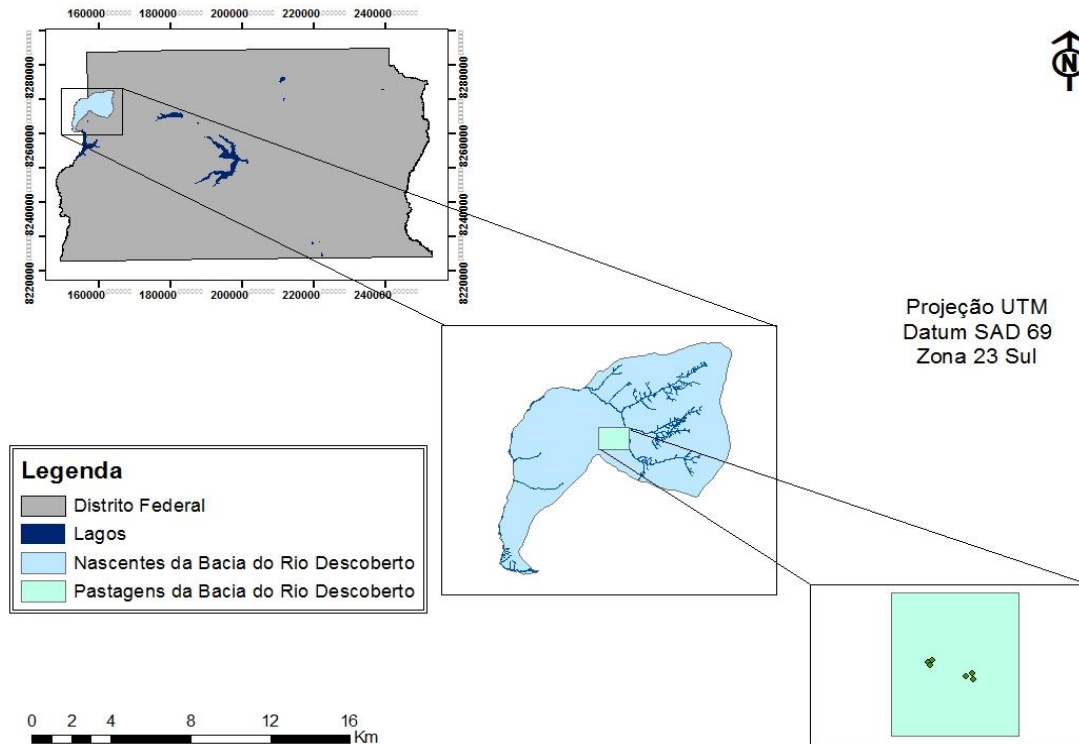 160000 180000 200000 220000 240000
8280000 8280000
8260000 8260000
8240000 8240000
8220000 8220000
160000 180000 200000 220000 240000
N
Projeção UTM
Datum SAD 69
Zona 23 Sul
Legenda
Distrito Federal
Lagos
Nascentes da Bacia do Rio Descoberto
Pastagens da Bacia do Rio Descoberto
0 2 4 8 12 16
Km